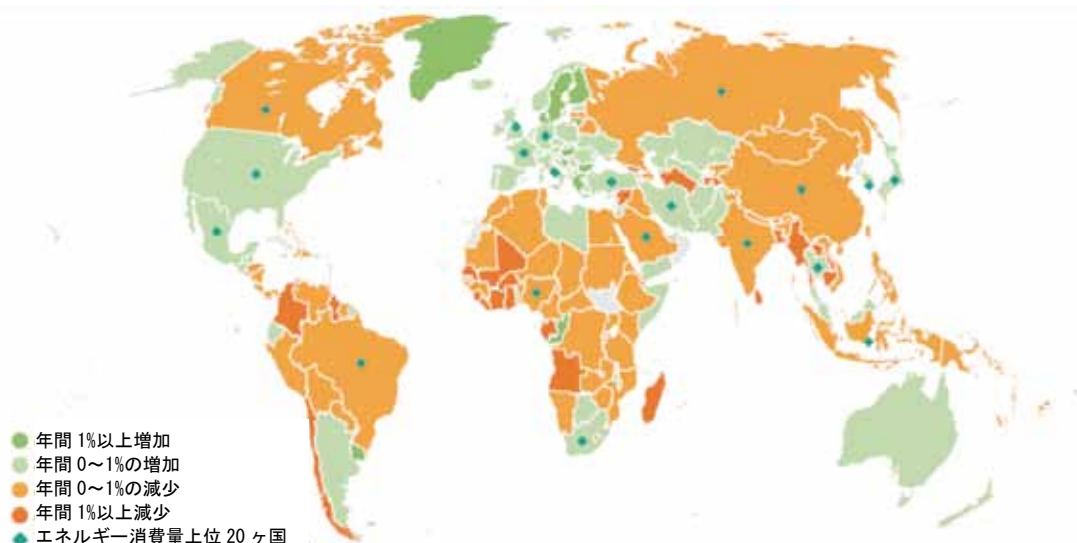 年間 1%以上増加
年間 0～1%の増加
年間 0～1%の減少
年間 1%以上減少
エネルギー消費量上位 20 ヶ国